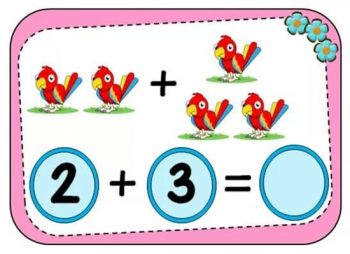 +
2 + 3 =